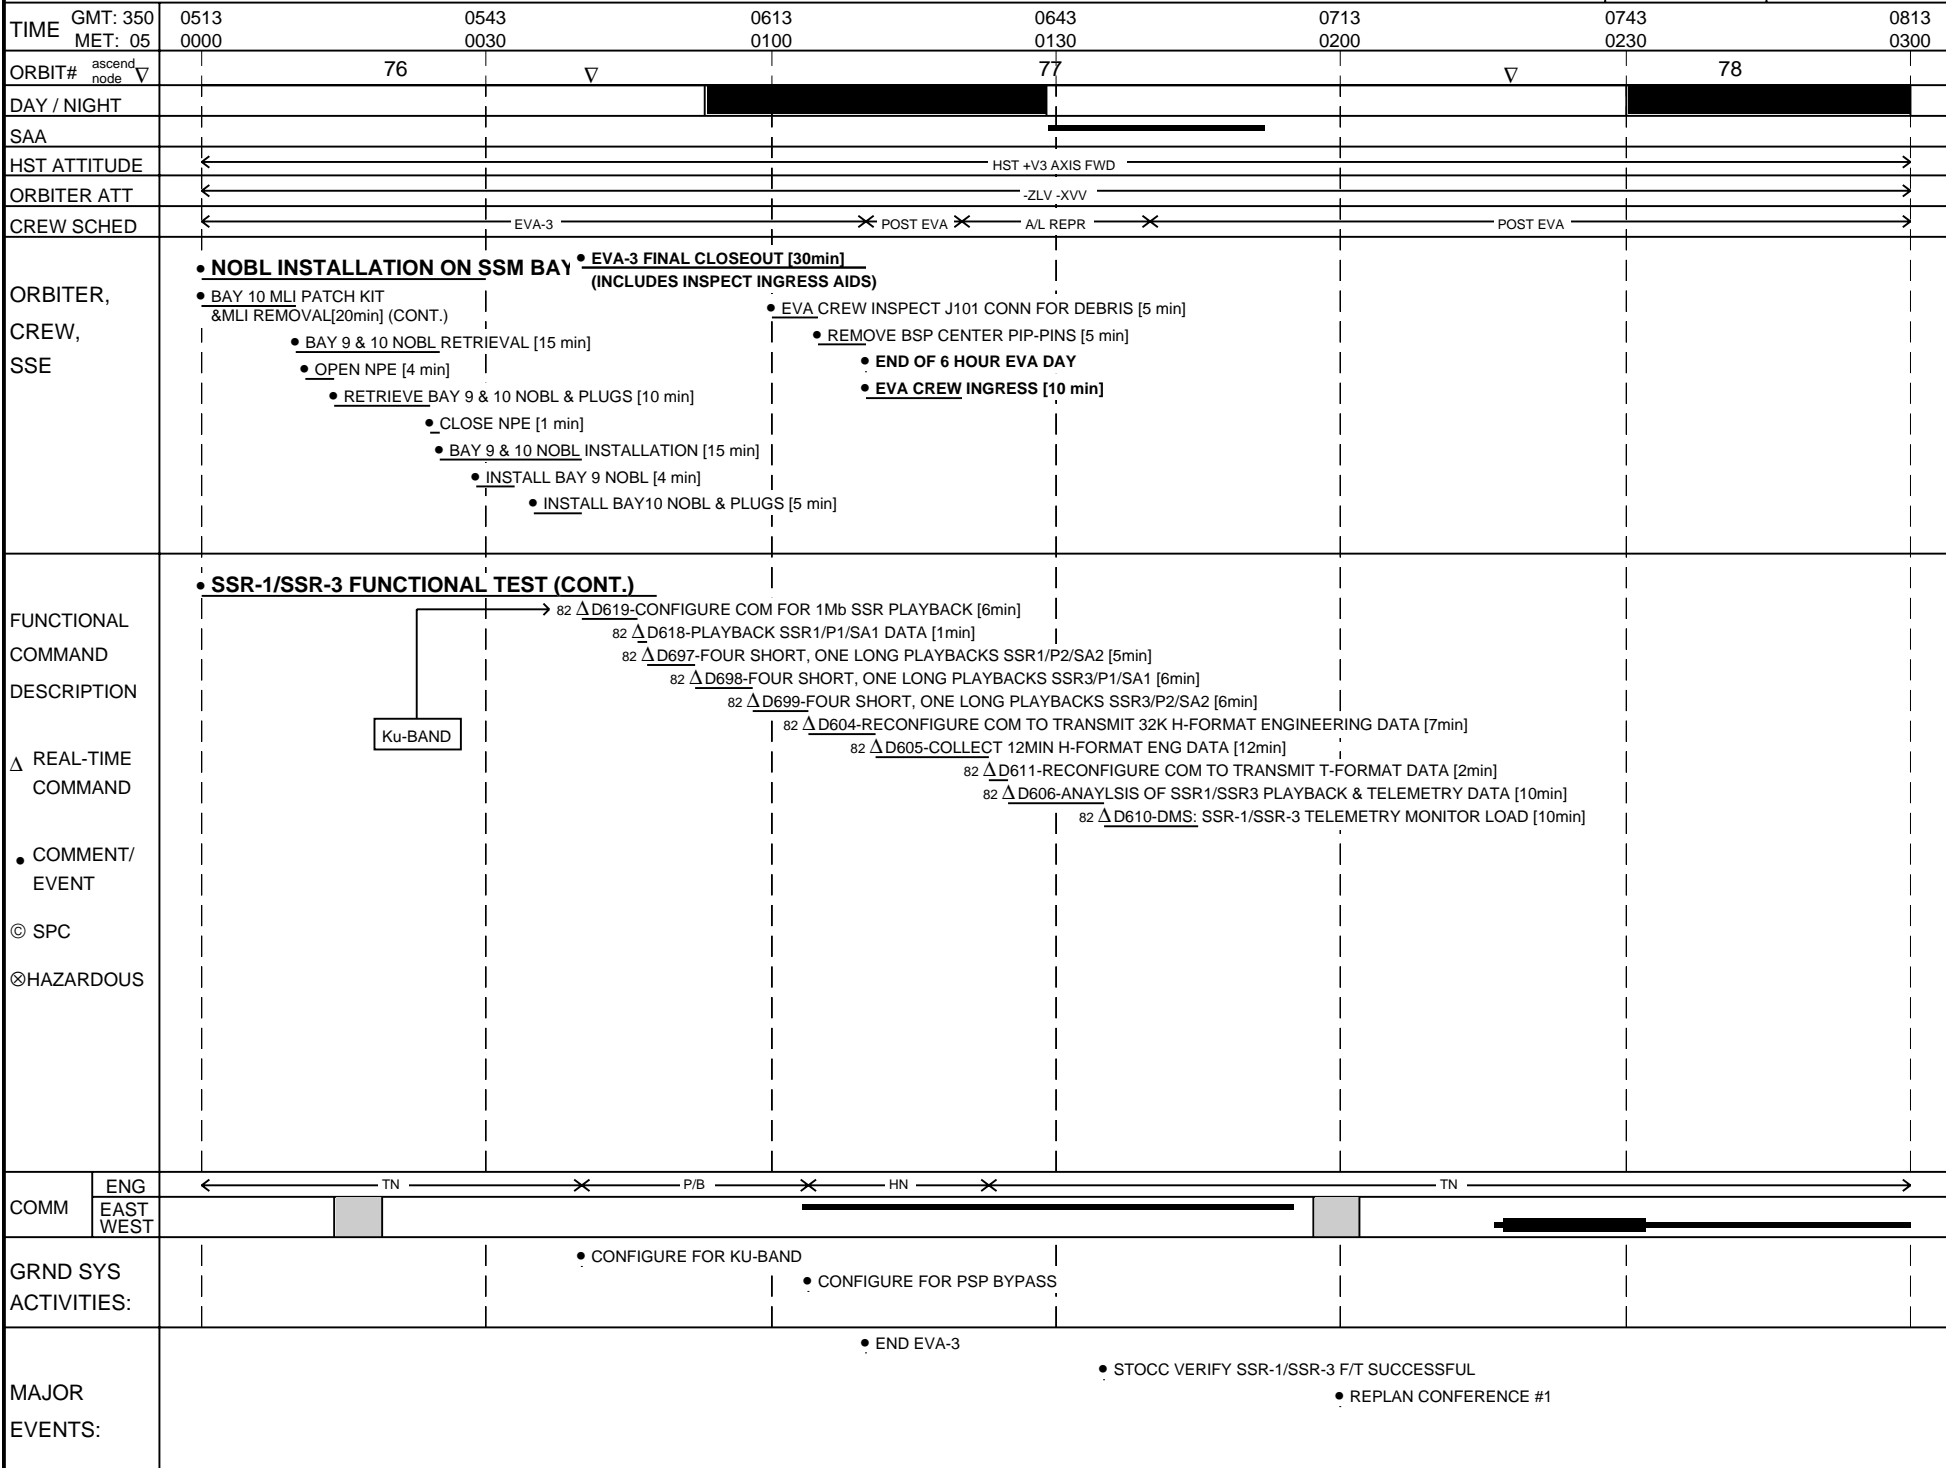 TIME GMT: 350 0513 0543 0613 0643 0713 0743 0813
MET: 05 0000 0030 0100 0130 0200 0230 0300
ORBIT# ascend node ∇ 76 ∇ 77 ∇ 78
DAY / NIGHT
SAA
HST ATTITUDE HST +V3 AXIS FWD
ORBITER ATT -ZLV -XVV
CREW SCHED EVA-3 POST EVA A/L REPR POST EVA
ORBITER,
CREW,
SSE
• NOBL INSTALLATION ON SSM BAY
• EVA-3 FINAL CLOSEOUT [30min]
(INCLUDES INSPECT INGRESS AIDS)
• BAY 10 MLI PATCH KIT
&MLI REMOVAL[20min] (CONT.)
• EVA CREW INSPECT J101 CONN FOR DEBRIS [5 min]
• BAY 9 & 10 NOBL RETRIEVAL [15 min]
• REMOVE BSP CENTER PIP-PINS [5 min]
• OPEN NPE [4 min]
• END OF 6 HOUR EVA DAY
• RETRIEVE BAY 9 & 10 NOBL & PLUGS [10 min]
• EVA CREW INGRESS [10 min]
• CLOSE NPE [1 min]
• BAY 9 & 10 NOBL INSTALLATION [15 min]
• INSTALL BAY 9 NOBL [4 min]
• INSTALL BAY10 NOBL & PLUGS [5 min]
FUNCTIONAL
COMMAND
DESCRIPTION
∆ REAL-TIME
COMMAND
• COMMENT/
EVENT
© SPC
⊗HAZARDOUS
• SSR-1/SSR-3 FUNCTIONAL TEST (CONT.)
82 ∆ D619-CONFIGURE COM FOR 1Mb SSR PLAYBACK [6min]
82 ∆ D618-PLAYBACK SSR1/P1/SA1 DATA [1min]
82 ∆ D697-FOUR SHORT, ONE LONG PLAYBACKS SSR1/P2/SA2 [5min]
82 ∆ D698-FOUR SHORT, ONE LONG PLAYBACKS SSR3/P1/SA1 [6min]
82 ∆ D699-FOUR SHORT, ONE LONG PLAYBACKS SSR3/P2/SA2 [6min]
82 ∆ D604-RECONFIGURE COM TO TRANSMIT 32K H-FORMAT ENGINEERING DATA [7min]
Ku-BAND
82 ∆ D605-COLLECT 12MIN H-FORMAT ENG DATA [12min]
82 ∆ D611-RECONFIGURE COM TO TRANSMIT T-FORMAT DATA [2min]
82 ∆ D606-ANAYLSIS OF SSR1/SSR3 PLAYBACK & TELEMETRY DATA [10min]
82 ∆ D610-DMS: SSR-1/SSR-3 TELEMETRY MONITOR LOAD [10min]
COMM ENG TN P/B HN TN
EAST
WEST
GRND SYS
ACTIVITIES:
• CONFIGURE FOR KU-BAND
• CONFIGURE FOR PSP BYPASS
MAJOR
EVENTS:
• END EVA-3
• STOCC VERIFY SSR-1/SSR-3 F/T SUCCESSFUL
• REPLAN CONFERENCE #1